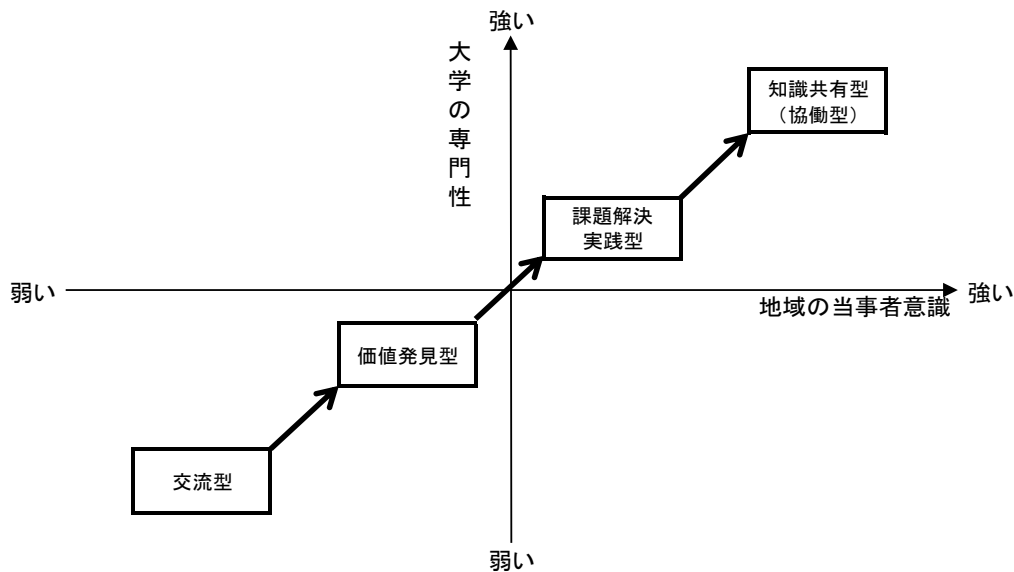 強い
大学の専門性
知識共有型
（協働型）
課題解決
実践型
弱い
強い
地域の当事者意識
価値発見型
交流型
弱い